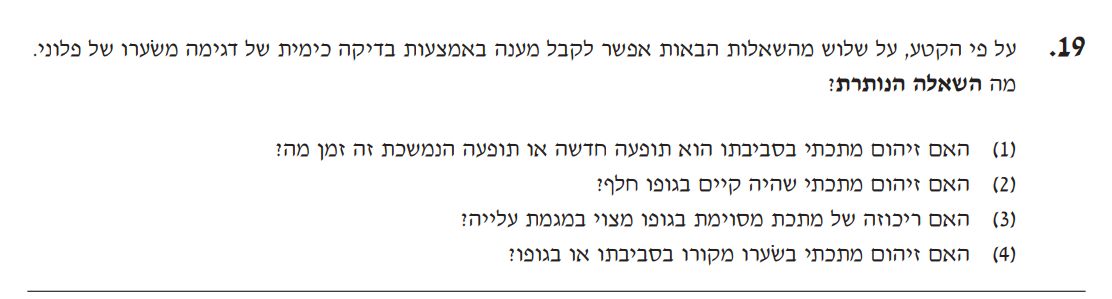 19. על פי הקטע, על שלוש מהשאלות הבאות אפשר לקבל מענה באמצעות בדיקה כימית של דגימה משׂערו של פלוני.
מה השאלה הנותרת?
(1) האם זיהום מתכתי בסביבתו הוא תופעה חדשה או תופעה הנמשכת זה זמן מה?
(2) האם זיהום מתכתי שהיה קיים בגופו חלף?
(3) האם ריכוזה של מתכת מסוימת בגופו מצוי במגמת עלייה?
(4) האם זיהום מתכתי בשׂערו מקורו בסביבתו או בגופו?